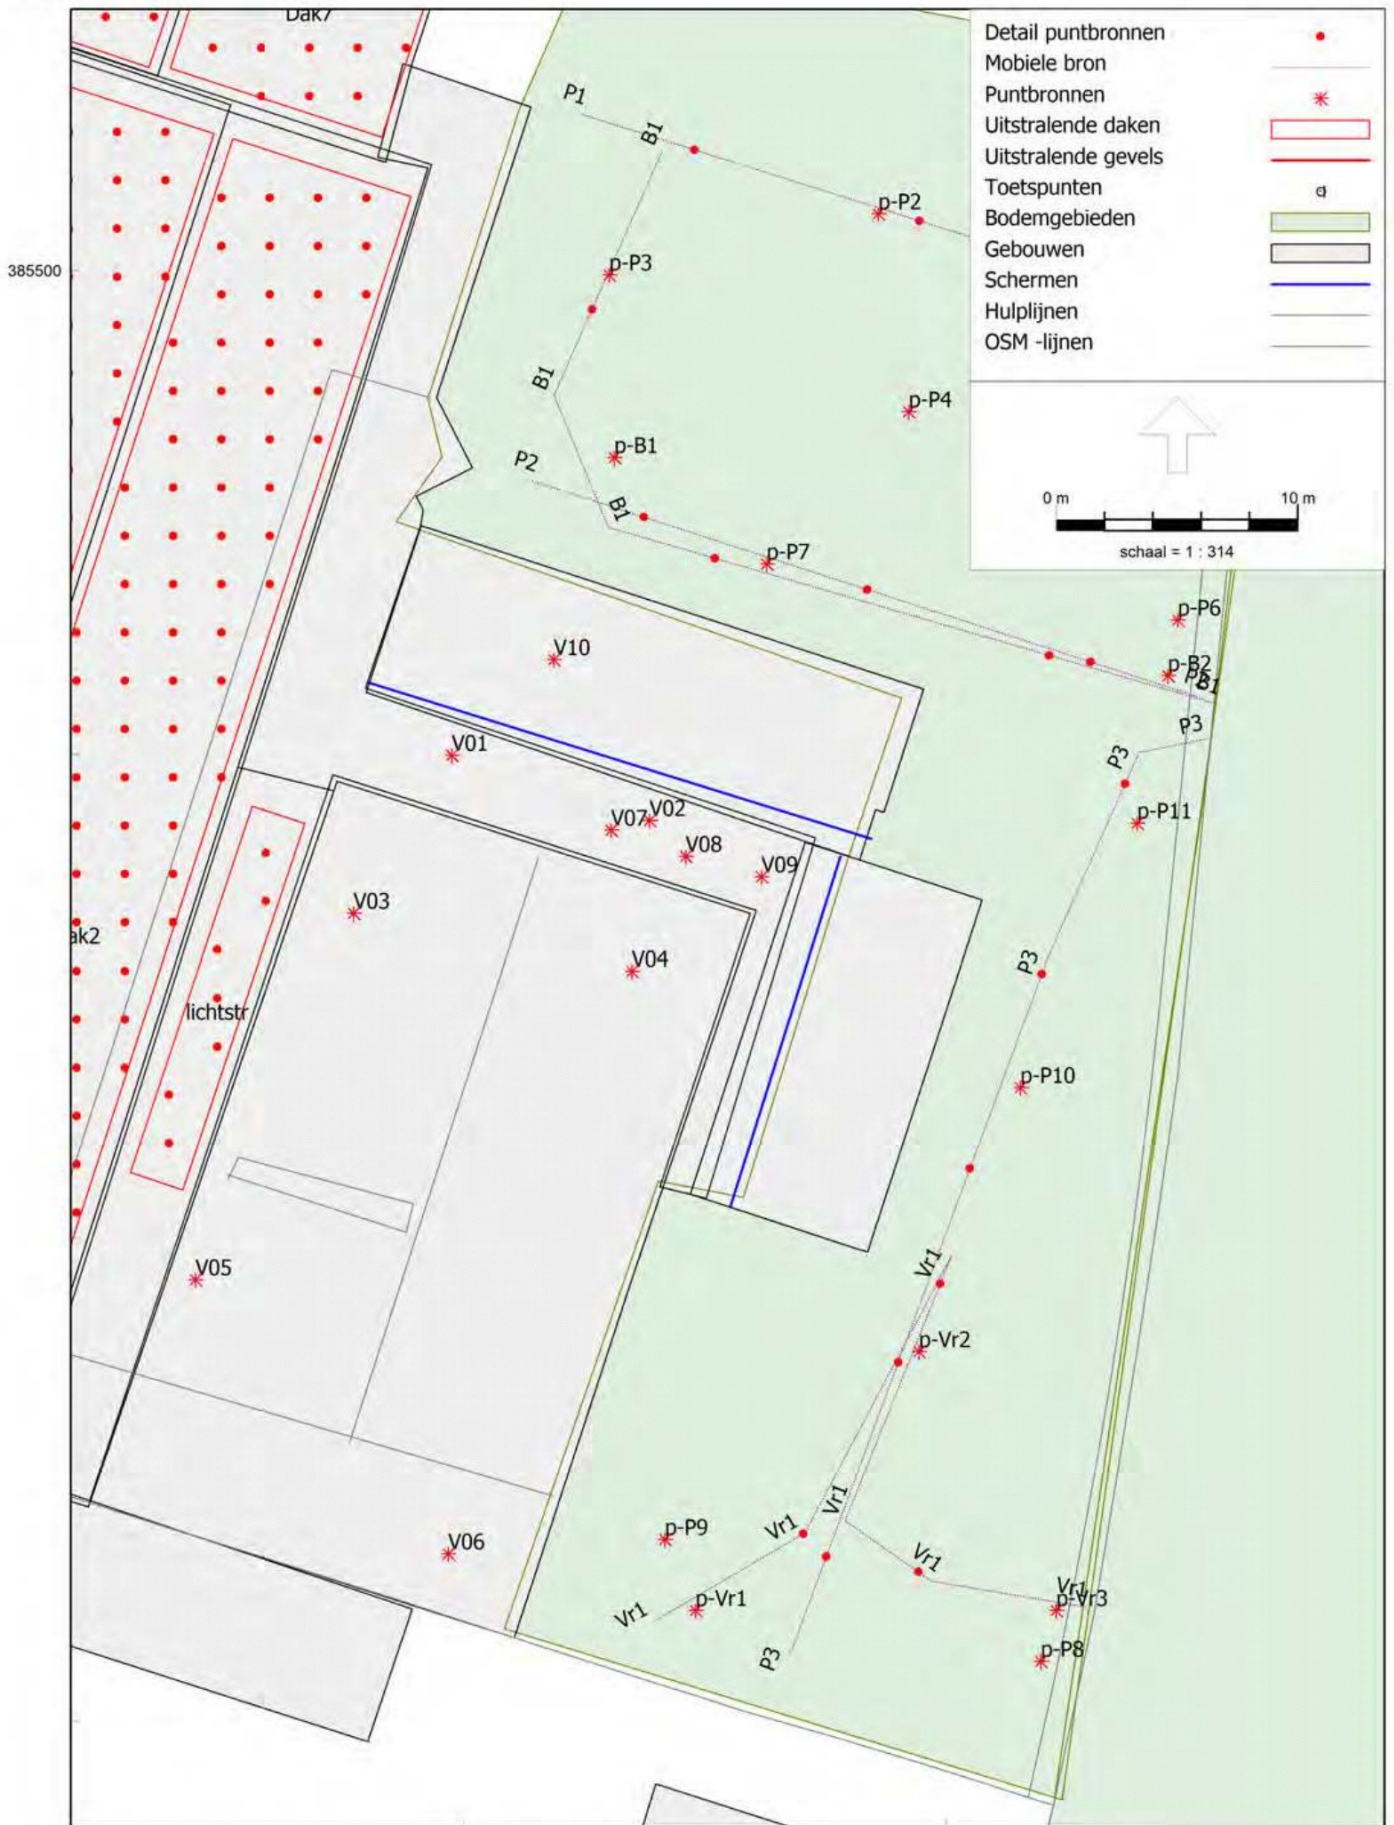 Dak7
Detail puntbronnen
Mobiele bron
Puntbronnen
Uitstralende daken
Uitstralende gevels
Toetspunten
Bodemgebieden
Gebouwen
Schermen
Hulplijnen
OSM -lijnen
0 m 10 m
schaal = 1 : 314
385500
P1
B1
p-P2
p-P3
B1
p-P4
p-B1
P2
B1
p-P7
p-P6
p-B2
B1
P3
P3
V10
V01
p-P11
V07
V02
V08
V09
V03
ak2
V04
P3
lichtstr
p-P10
V05
Vr1
p-Vr2
Vr1
Vr1
p-P9
V06
Vr1
Vr1
p-Vr1
Vr1
p-Vr3
P3
p-P8